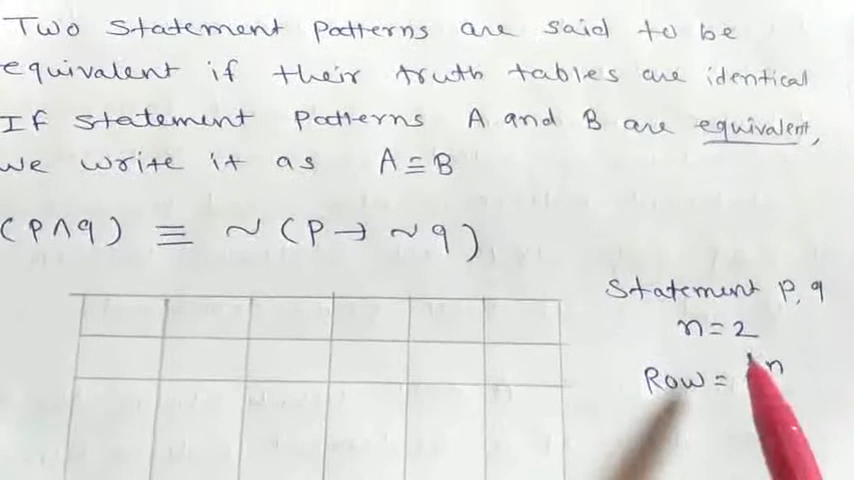 Two Statement Patterns are said to be
equivalent if their truth tables are identical
If Statement Patterns A and B are equivalent,
we write it as A ≡ B
(P∧q) ≡ ~(P→~q)
Statement P, q
n=2
Row = n